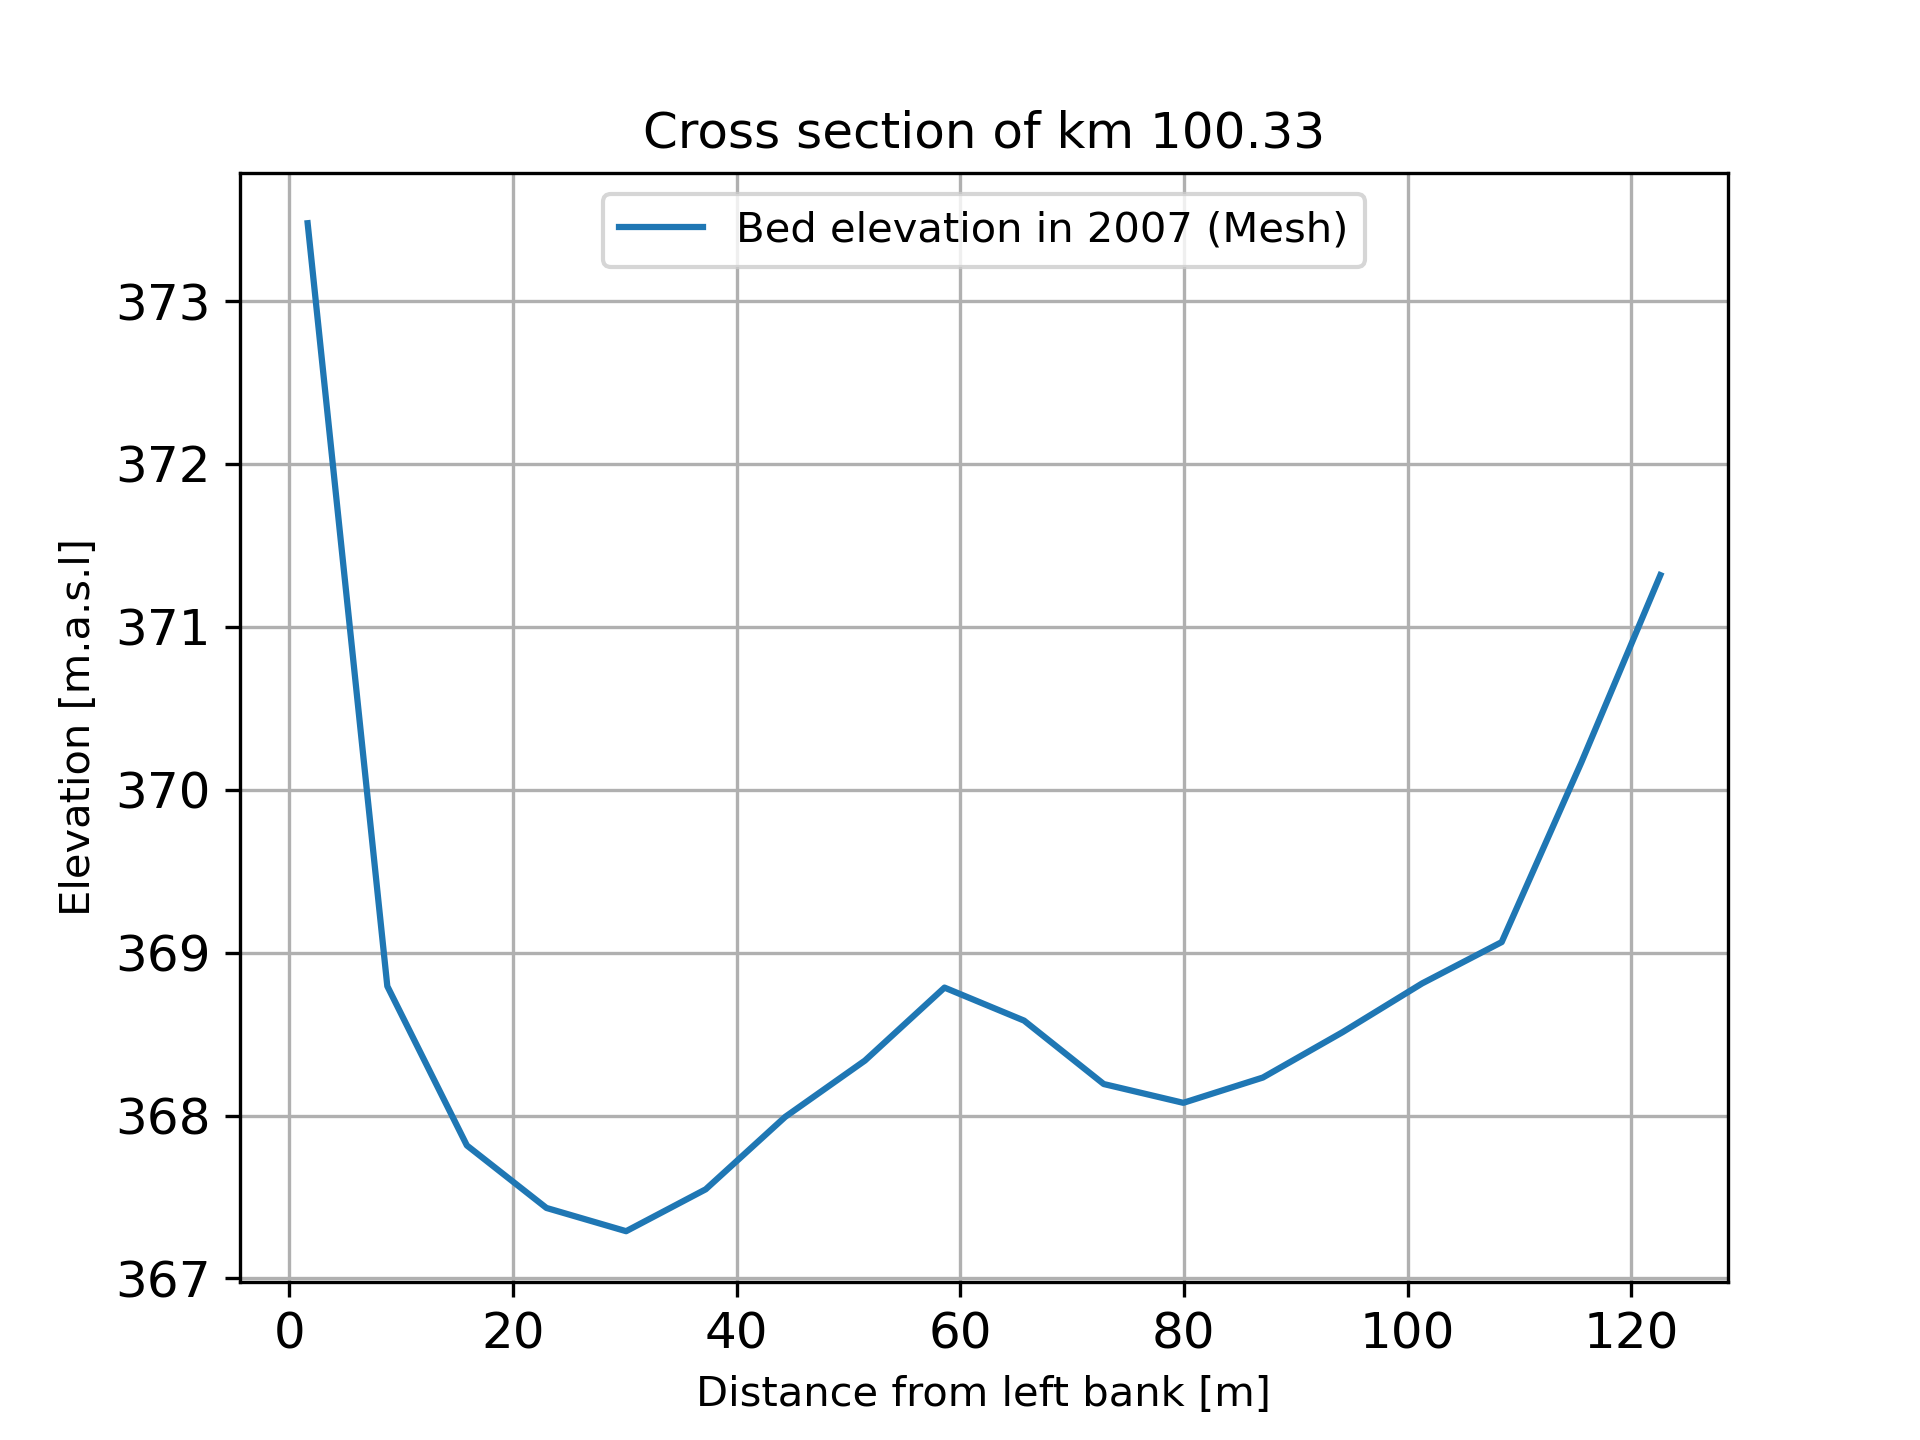 Cross section of km 100.33
Bed elevation in 2007 (Mesh)
373
372
371
370
369
368
367
Elevation [m.a.s.l]
0 20 40 60 80 100 120
Distance from left bank [m]